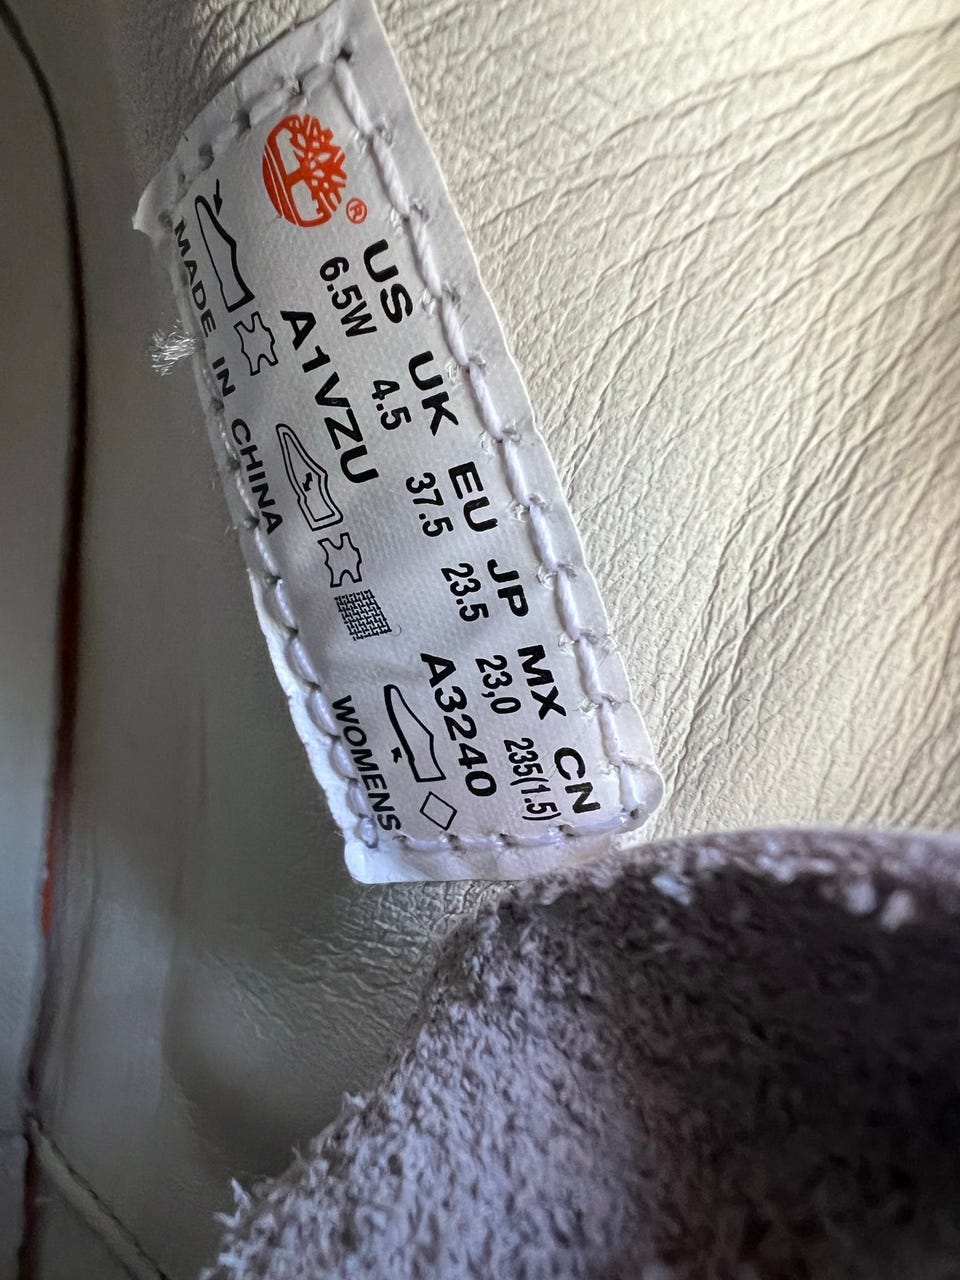 ®
US UK EU JP MX CN
6.5W 4.5 37.5 23.5 23,0 235(1.5)
A1VZU A3240
MADE IN CHINA WOMENS